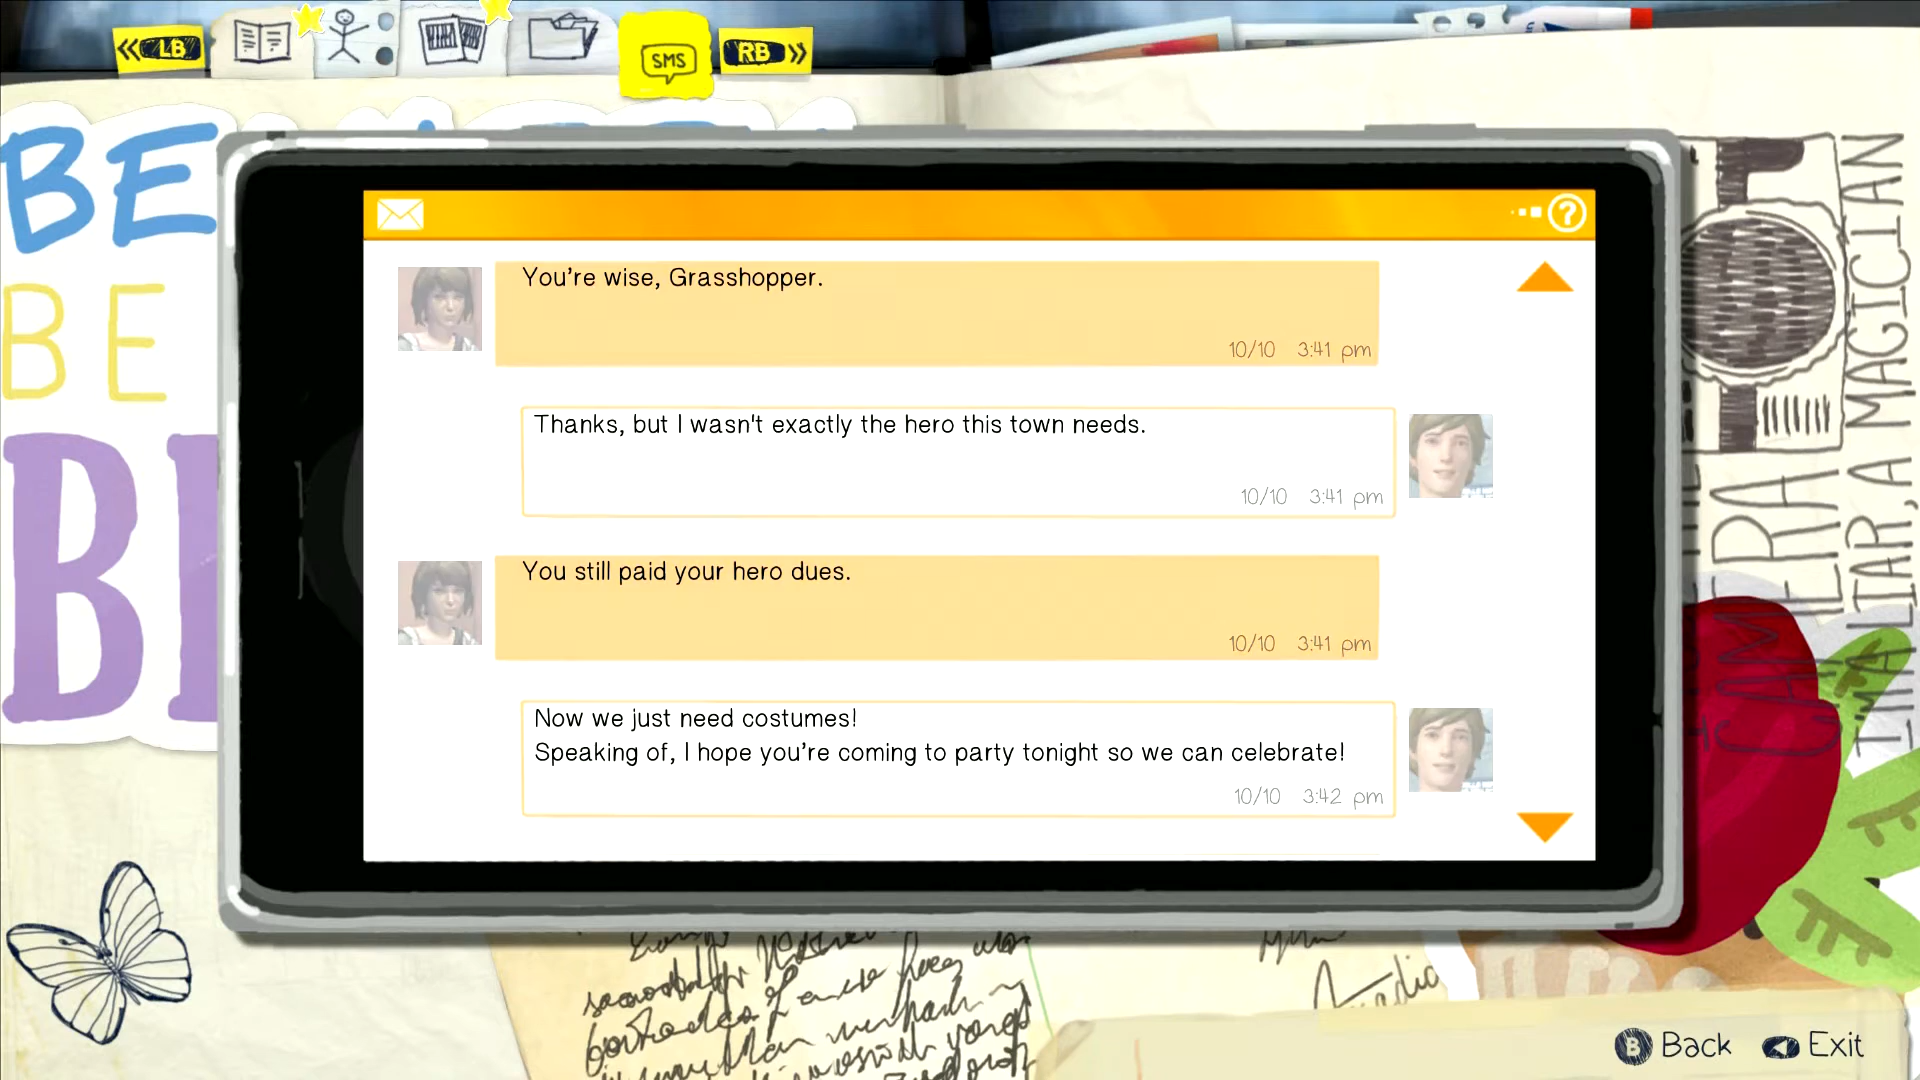 LB
SMS
RB
BE
BE
You're wise, Grasshopper.
10/10 3:41 pm
Thanks, but I wasn't exactly the hero this town needs.
10/10 3:41 pm
You still paid your hero dues.
10/10 3:41 pm
Now we just need costumes!
Speaking of, I hope you're coming to party tonight so we can celebrate!
10/10 3:42 pm
CAMERA
I'M A LIAR, A MAGICIAN
B Back
Exit